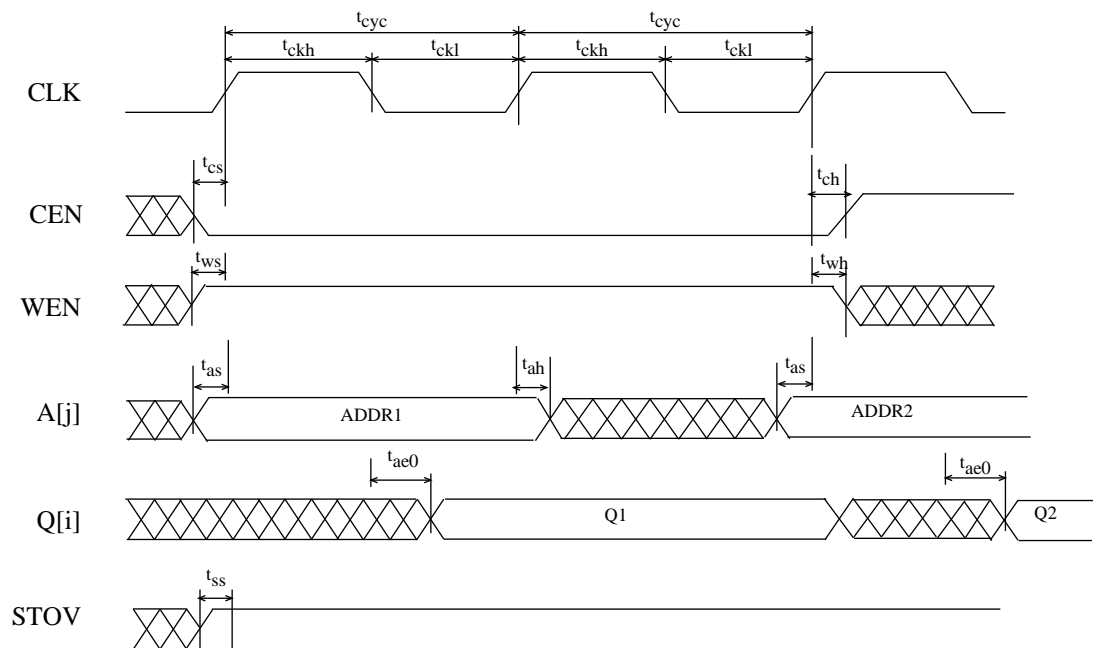 tcyc tcyc
tckh tckl tckh tckl
CLK
tcs tch
CEN
tws twh
WEN
tas tah tas
A[j] ADDR1 ADDR2
tae0 tae0
Q[i] Q1 Q2
tss
STOV